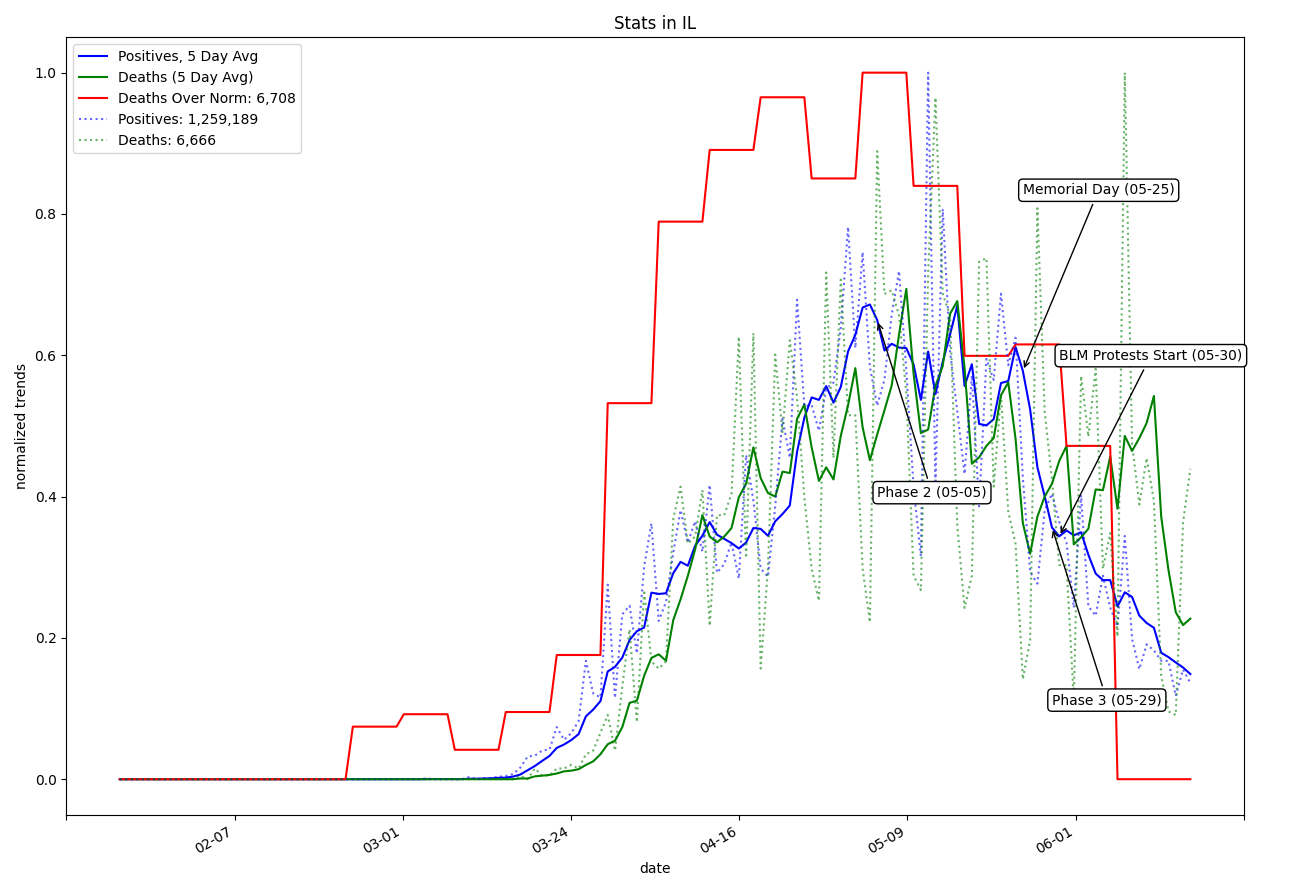 Stats in IL
Positives, 5 Day Avg
Deaths (5 Day Avg)
Deaths Over Norm: 6,708
Positives: 1,259,189
Deaths: 6,666
1.0
0.8
0.6
0.4
0.2
0.0
normalized trends
Memorial Day (05-25)
BLM Protests Start (05-30)
Phase 2 (05-05)
Phase 3 (05-29)
02-07
03-01
03-24
04-16
05-09
06-01
date